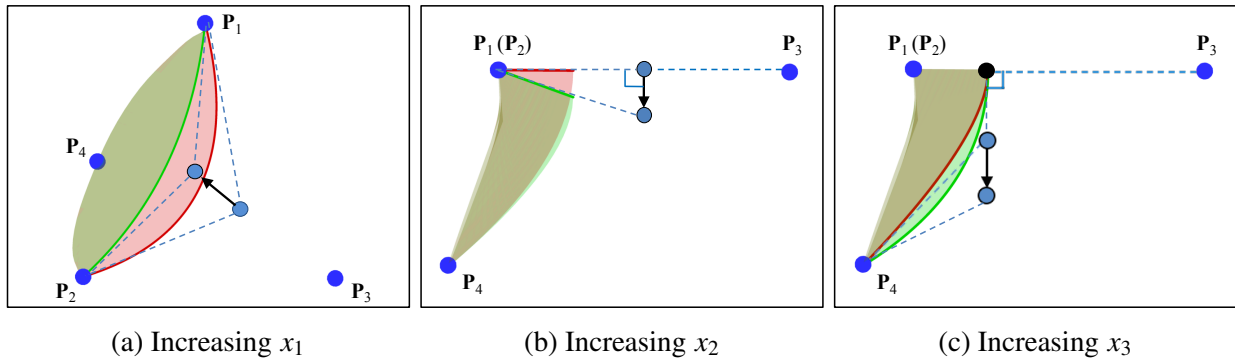 P₁
P₄
P₂
P₃
P₁ (P₂)
P₃
P₄
P₁ (P₂)
P₃
P₄
(a) Increasing x₁
(b) Increasing x₂
(c) Increasing x₃